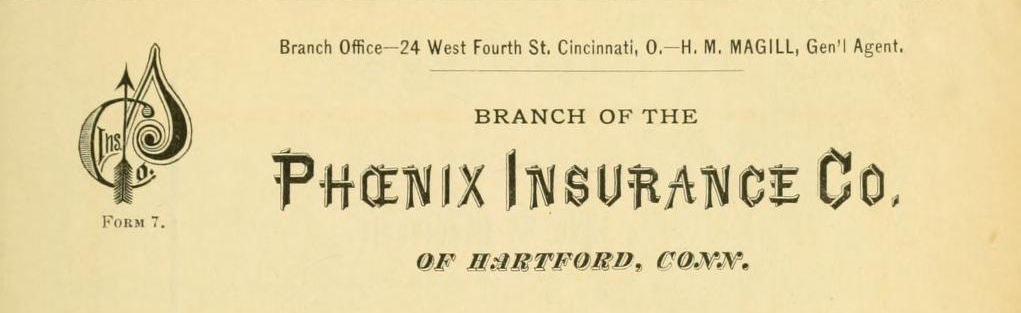 Branch Office—24 West Fourth St. Cincinnati, O.—H. M. MAGILL, Gen'l Agent.
BRANCH OF THE
PHŒNIX INSURANCE CO.
OF HARTFORD, CONN.
Ins. Co.
FORM 7.